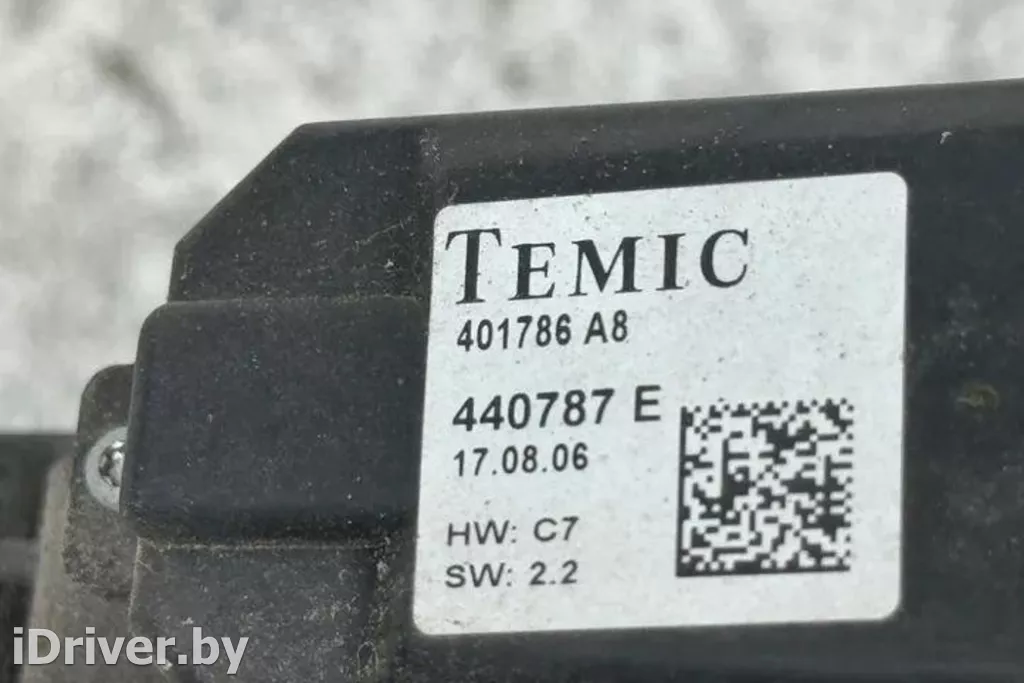 TEMIC
401786 A8
440787 E
17.08.06
HW: C7
SW: 2.2
iDriver.by